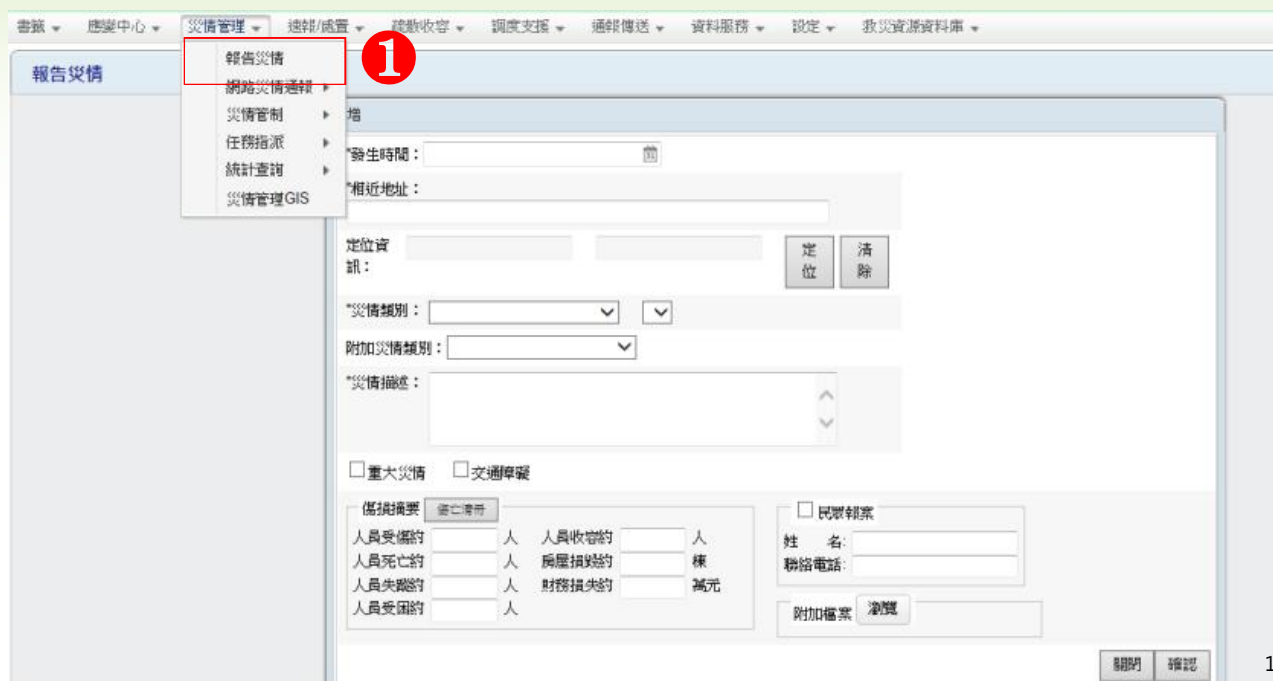 書籤 應變中心 災情管理 速報/處置 疏散收容 調度支援 通報傳送 資料服務 設定 救災資源資料庫
報告災情
1
報告災情
網路災情通報
災情管制
任務指派
統計查詢
災情管理GIS
增
*發生時間：
*相近地址：
定位資訊：
定位 清除
*災情類別：
附加災情類別：
*災情描述：
重大災情 交通障礙
傷損摘要 傷亡清冊
人員受傷約 人 人員收容約 人
人員死亡約 人 房屋損毀約 棟
人員失蹤約 人 財務損失約 萬元
人員受困約 人
民眾報案
姓 名:
聯絡電話:
附加檔案 瀏覽
關閉 確認
1